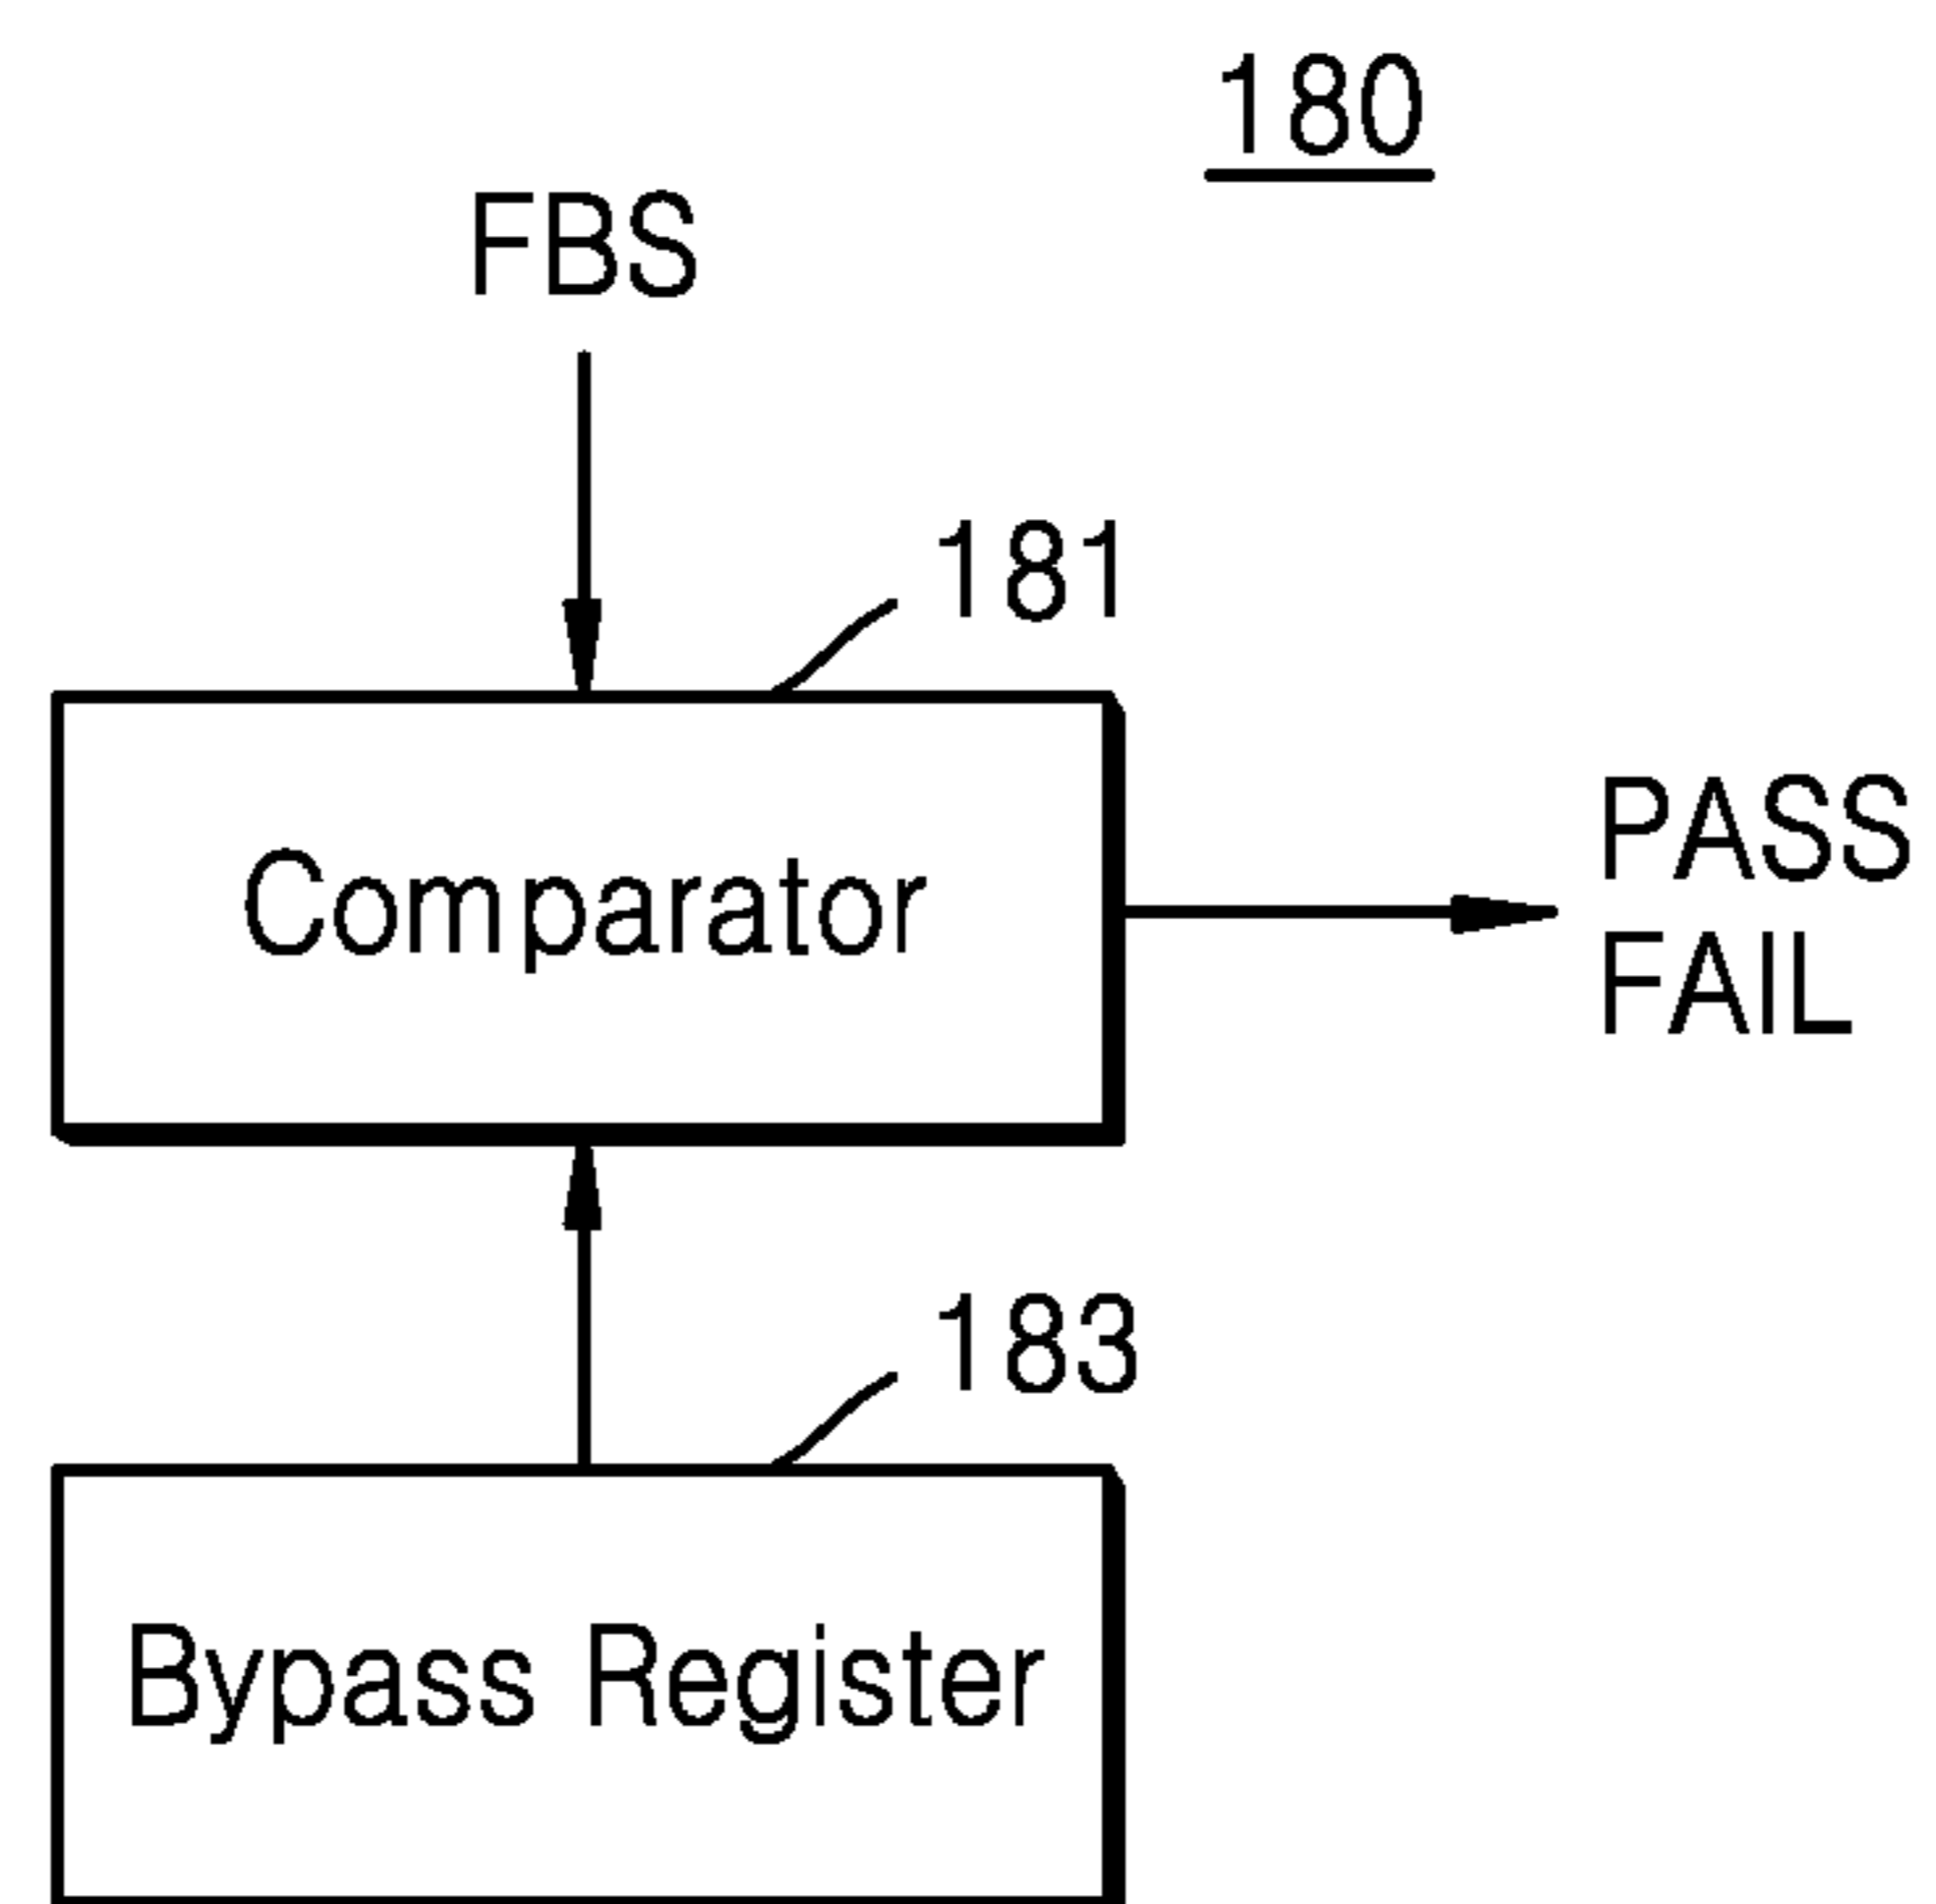 180
FBS
181
Comparator
PASS
FAIL
183
Bypass Register